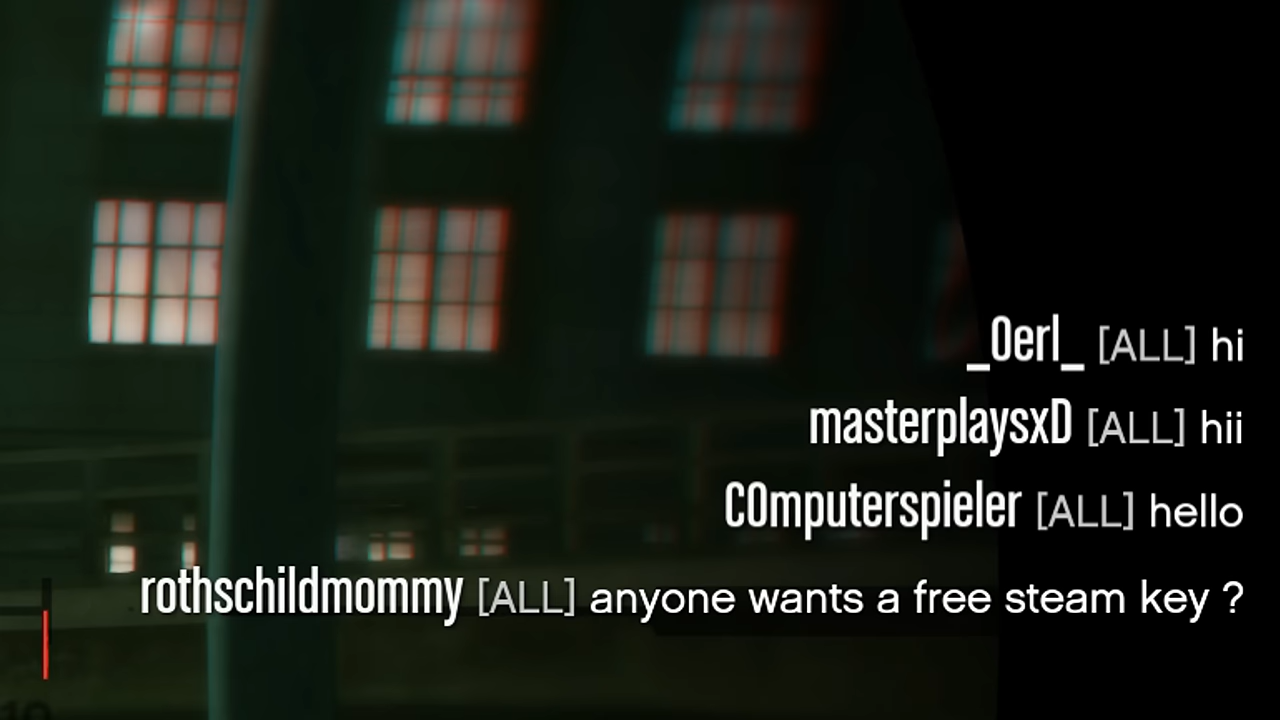 _0erl_ [ALL] hi
masterplaysxD [ALL] hii
C0mputerspieler [ALL] hello
rothschildmommy [ALL] anyone wants a free steam key ?